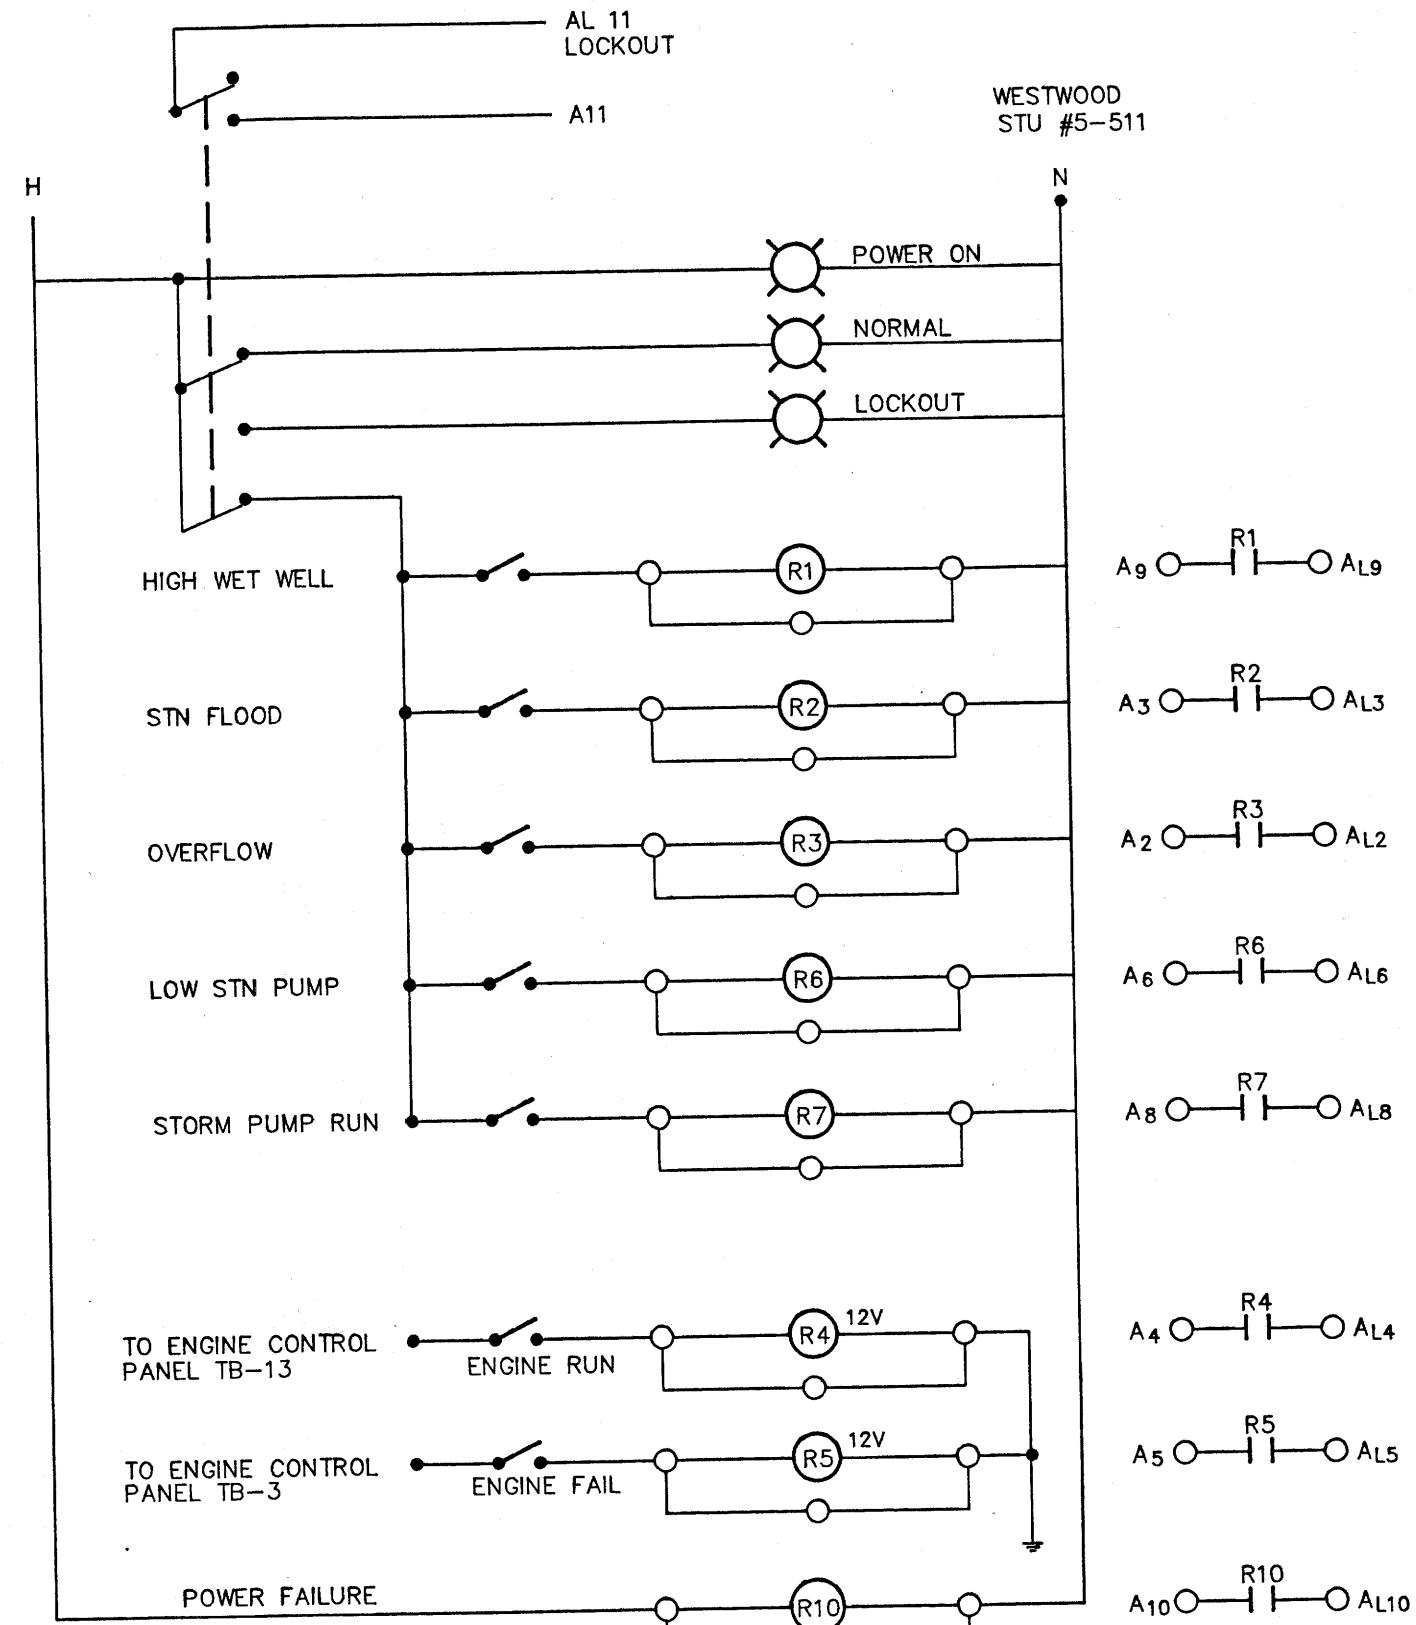 AL 11
LOCKOUT
A11
WESTWOOD
STU #5-511
H
N
POWER ON
NORMAL
LOCKOUT
HIGH WET WELL
R1
A9
R1
AL9
STN FLOOD
R2
A3
R2
AL3
OVERFLOW
R3
A2
R3
AL2
LOW STN PUMP
R6
A6
R6
AL6
STORM PUMP RUN
R7
A8
R7
AL8
TO ENGINE CONTROL
PANEL TB-13
ENGINE RUN
R4
12V
A4
R4
AL4
TO ENGINE CONTROL
PANEL TB-3
ENGINE FAIL
R5
12V
A5
R5
AL5
POWER FAILURE
R10
A10
R10
AL10